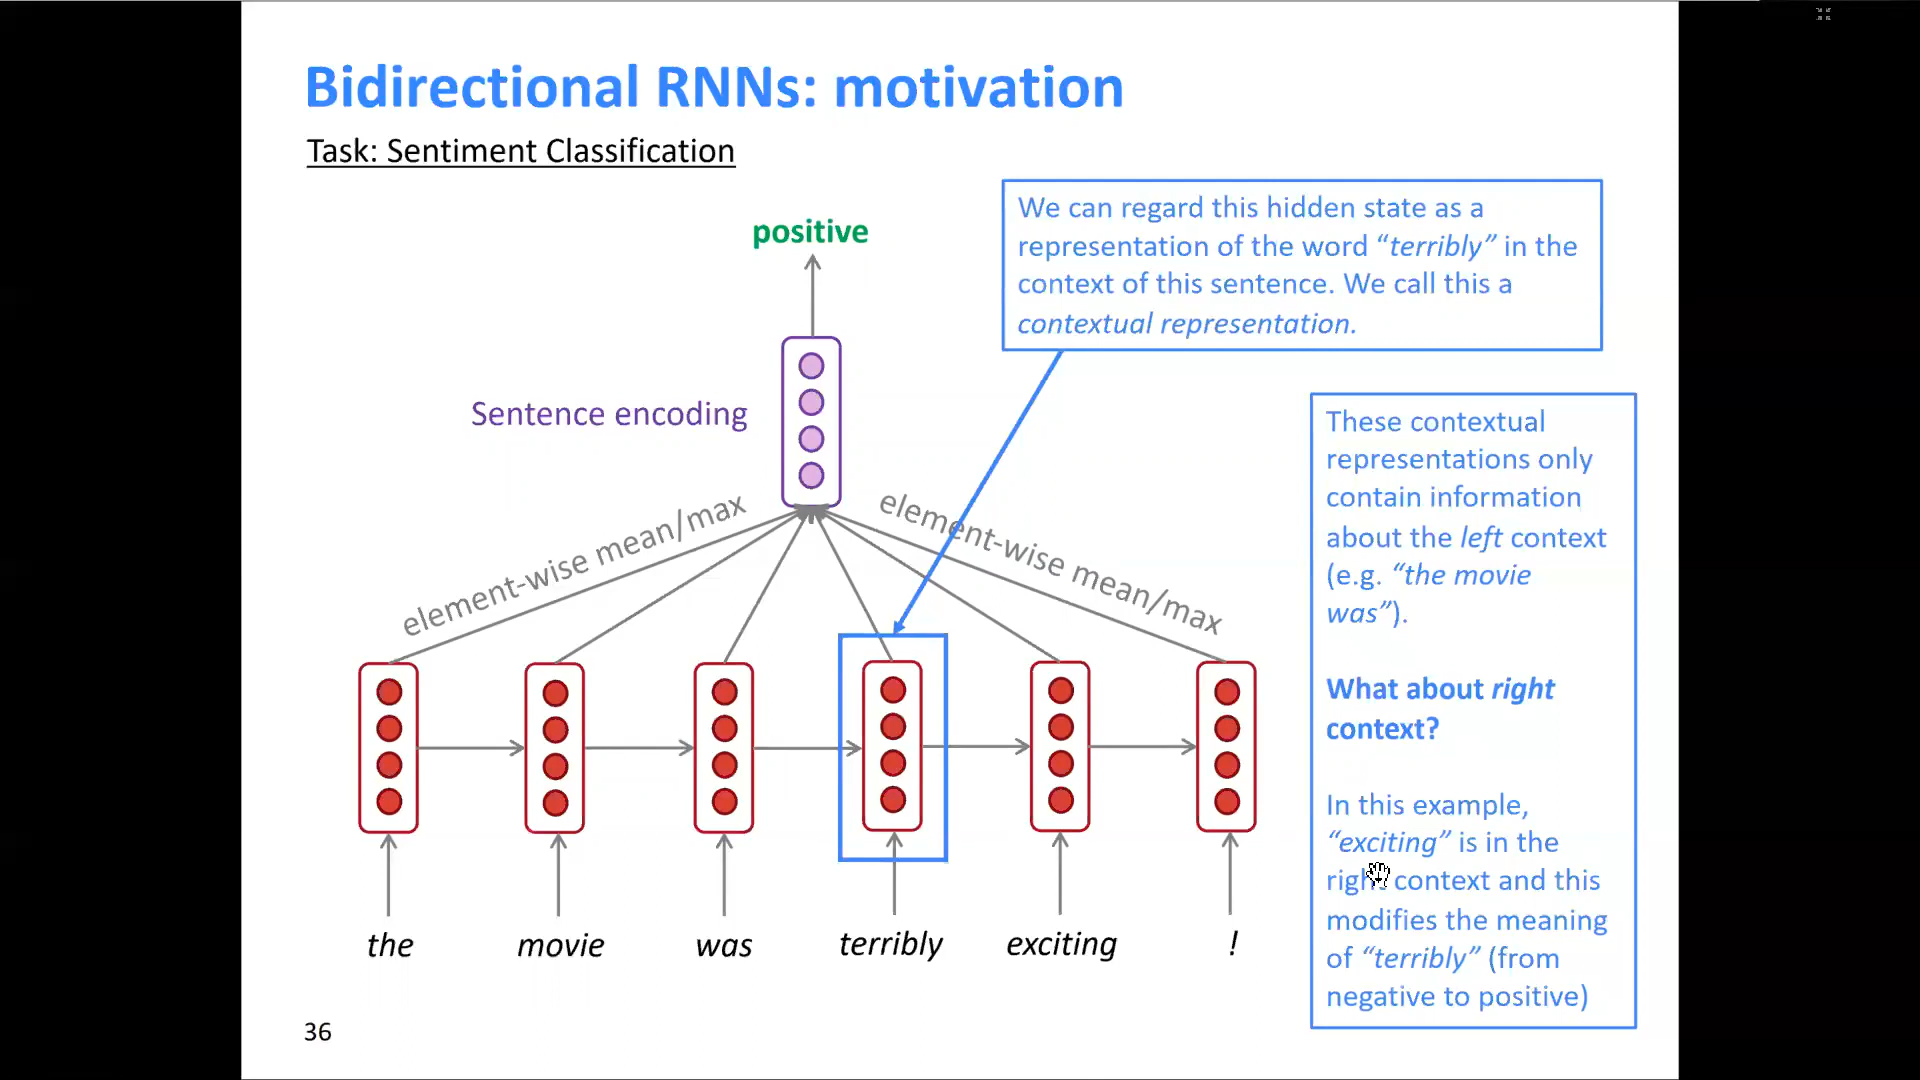 Bidirectional RNNs: motivation
Task: Sentiment Classification
We can regard this hidden state as a
representation of the word “terribly” in the
context of this sentence. We call this a
contextual representation.
positive
Sentence encoding
element-wise mean/max
element-wise mean/max
These contextual
representations only
contain information
about the left context
(e.g. “the movie
was”).
What about right
context?
In this example,
“exciting” is in the
right context and this
modifies the meaning
of “terribly” (from
negative to positive)
the movie was terribly exciting !
36